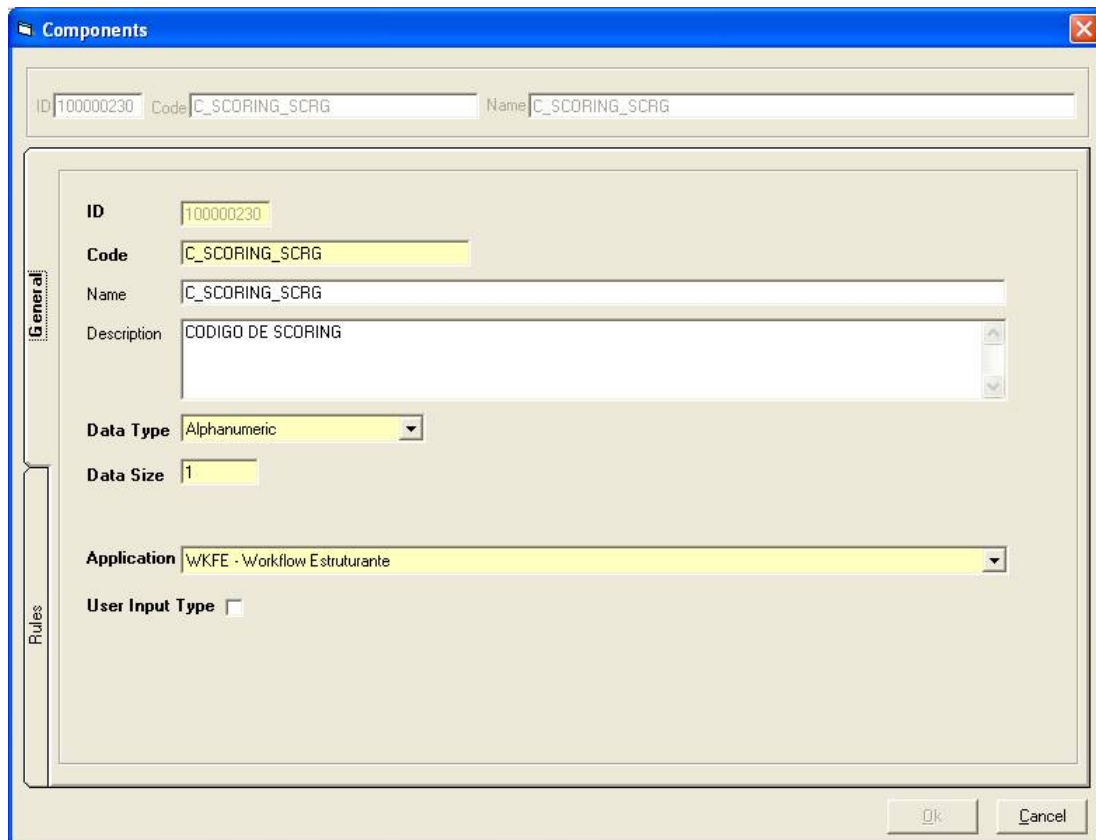 Components
ID 100000230 Code C_SCORING_SCRG Name C_SCORING_SCRG
General
ID 100000230
Code C_SCORING_SCRG
Name C_SCORING_SCRG
Description CODIGO DE SCORING
Data Type Alphanumeric
Data Size 1
Application WKFE - Workflow Estruturante
User Input Type
Rules
Ok Cancel